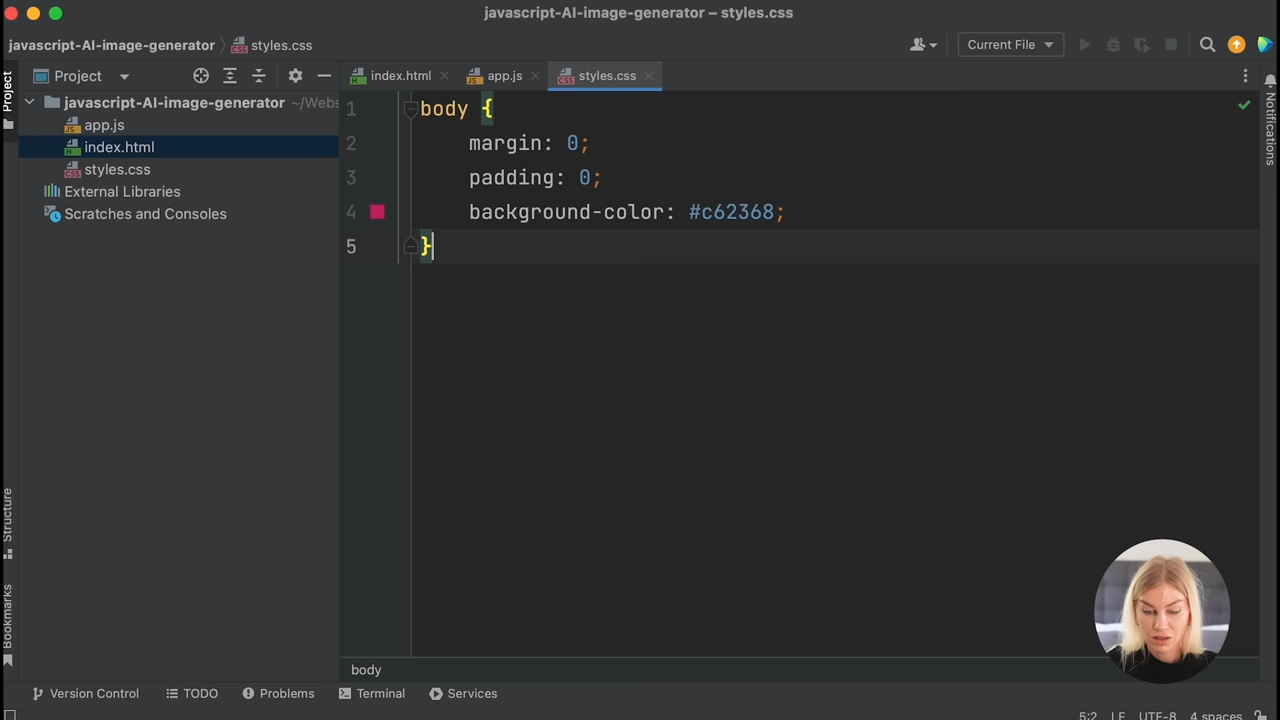 javascript-AI-image-generator – styles.css
javascript-AI-image-generator styles.css Current File
Project
index.html app.js styles.css
javascript-AI-image-generator ~/Webs
app.js
index.html
styles.css
External Libraries
Scratches and Consoles
Project
Structure
Bookmarks
Notifications
1 body {
2 margin: 0;
3 padding: 0;
4 background-color: #c62368;
5 }
body
Version Control TODO Problems Terminal Services
5:2 LF UTF-8 4 spaces